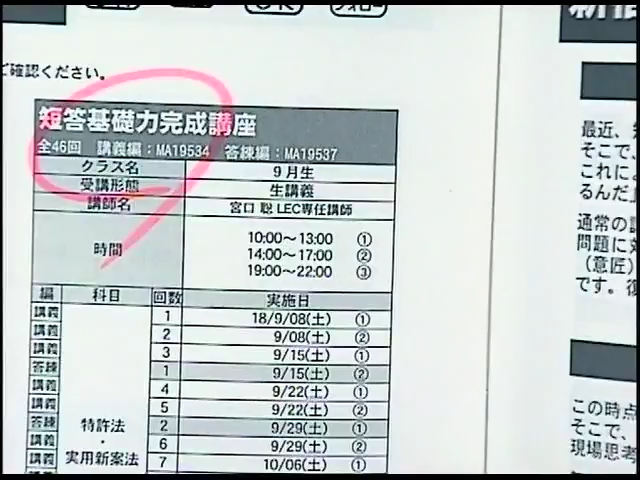 ご確認ください。
短答基礎力完成講座
全46回 講義編：MA19534 答練編：MA19537
クラス名 9月生
受講形態 生講義
講師名 宮口 聡 LEC専任講師
時間
10:00〜13:00 ①
14:00〜17:00 ②
19:00〜22:00 ③
編 科目 回数 実施日
講義 1 18/9/08(土) ①
講義 2 9/08(土) ②
講義 3 9/15(土) ①
答練 1 9/15(土) ②
講義 4 9/22(土) ①
講義 5 9/22(土) ②
答練 2 9/29(土) ①
講義 6 9/29(土) ②
講義 7 10/06(土) ①
特許法
・
実用新案法
最近、
そこで、
これに
るんだ
通常の
問題に
（意匠）
です。
この時点
そこで、
現場思考